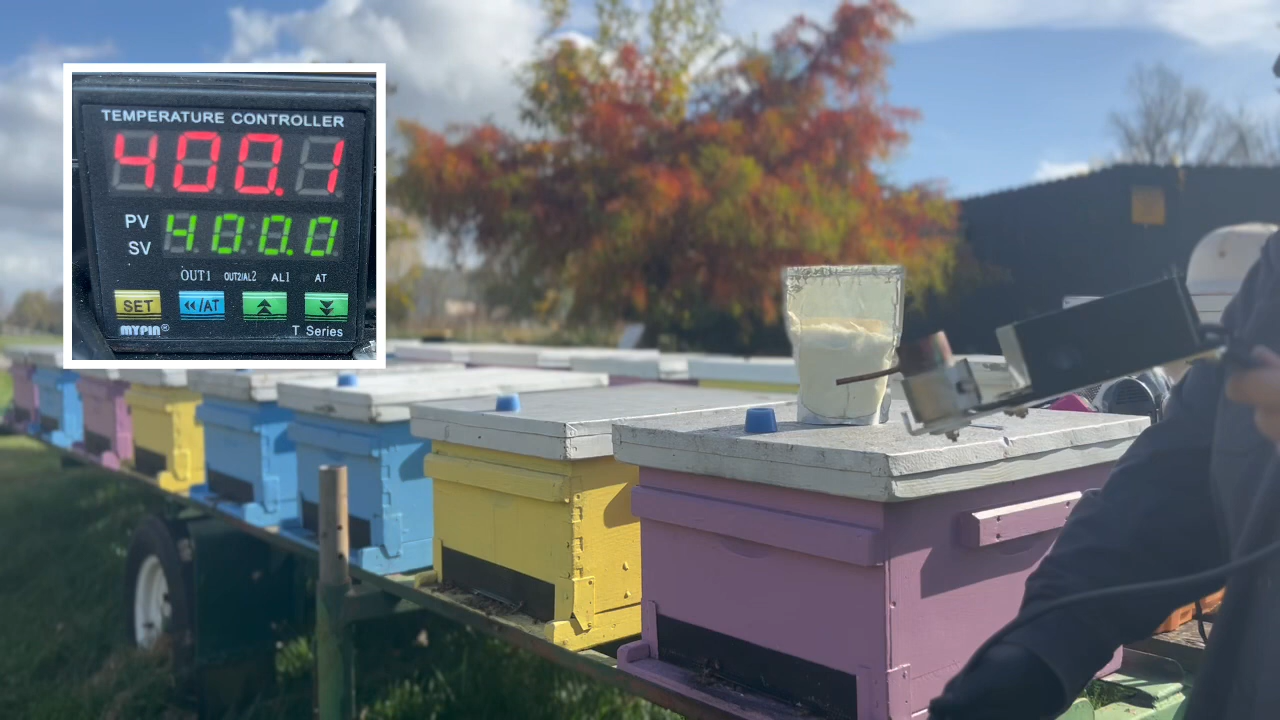 TEMPERATURE CONTROLLER
400.1
PV
400.0
SV
OUT1 OUT2/AL2 AL1 AT
SET <</AT
MYPIN® T Series